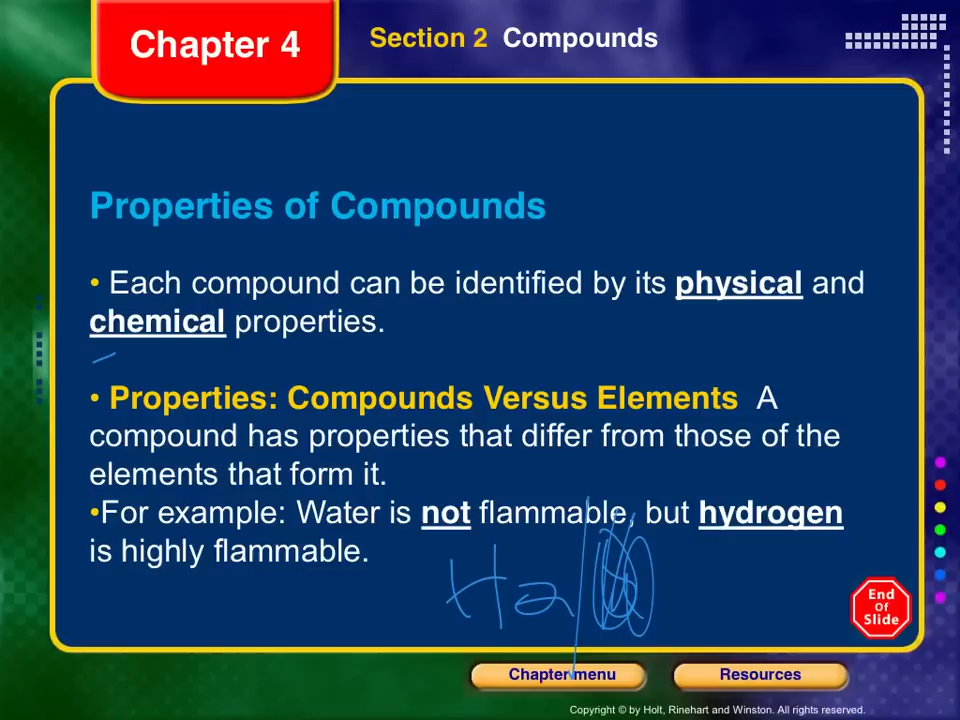 Chapter 4
Section 2 Compounds
Properties of Compounds
• Each compound can be identified by its physical and
chemical properties.
• Properties: Compounds Versus Elements A
compound has properties that differ from those of the
elements that form it.
•For example: Water is not flammable, but hydrogen
is highly flammable.
End
Of
Slide
Chapter menu
Resources
Copyright © by Holt, Rinehart and Winston. All rights reserved.